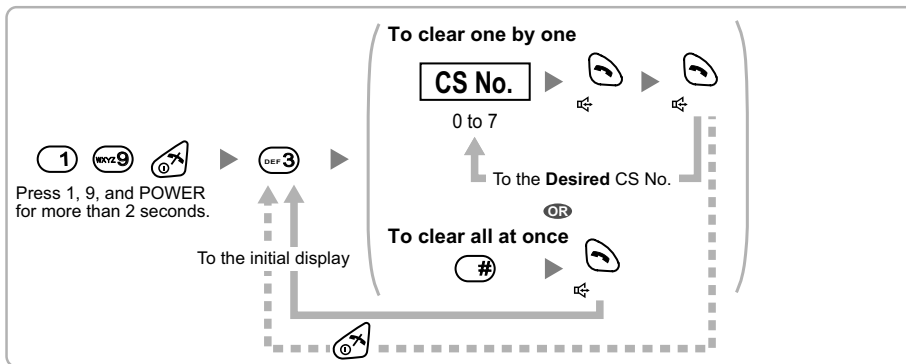 To clear one by one
CS No.
0 to 7
1 WXYZ 9 DEF 3
Press 1, 9, and POWER
for more than 2 seconds.
To the Desired CS No.
OR
To clear all at once
To the initial display
#